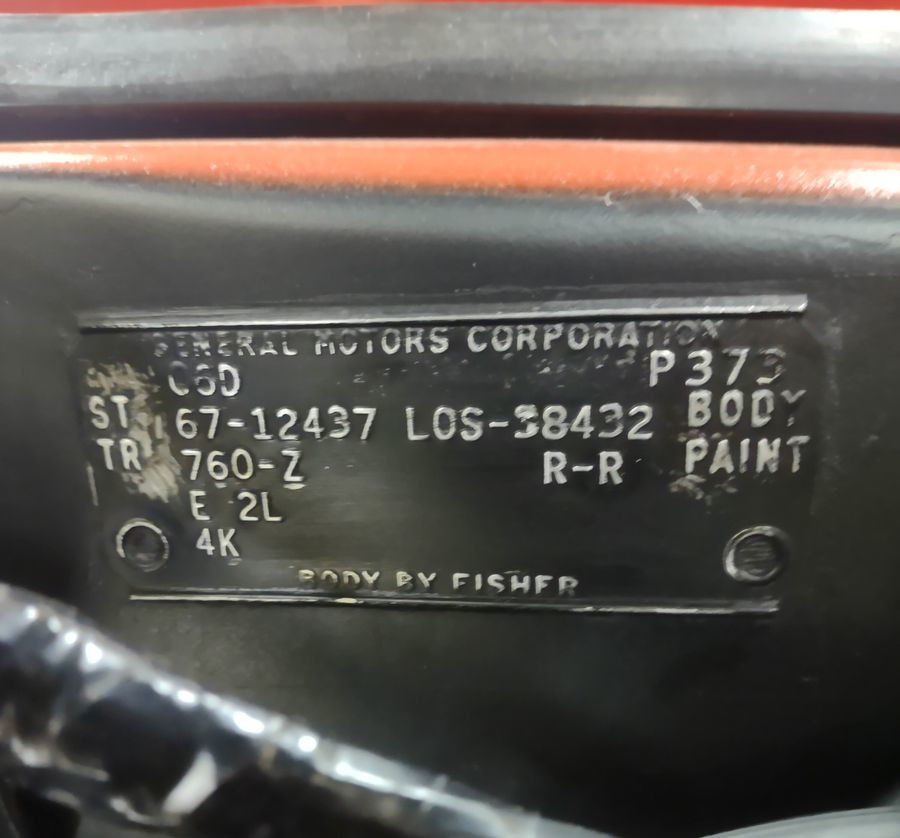 GENERAL MOTORS CORPORATION
06D P373
ST 67-12437 LOS-38432 BODY
TR 760-Z R-R PAINT
E 2L
4K
BODY BY FISHER